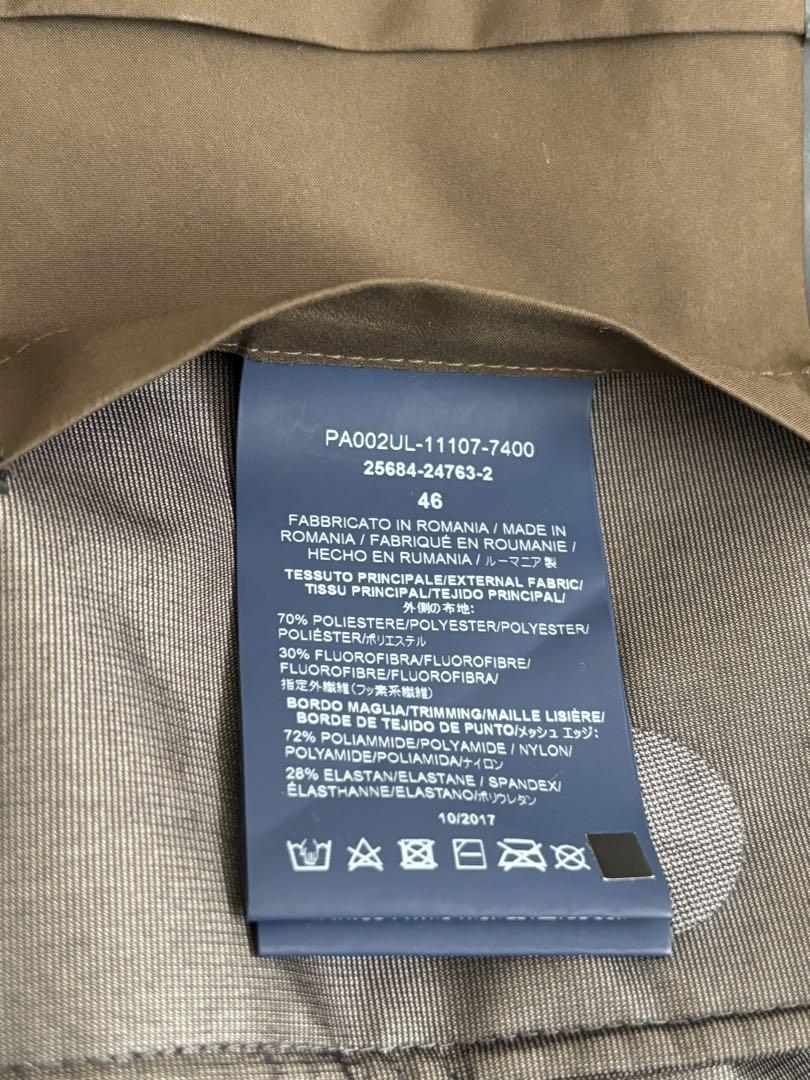 PA002UL-11107-7400
25684-24763-2
46
FABBRICATO IN ROMANIA / MADE IN
ROMANIA / FABRIQUÉ EN ROUMANIE /
HECHO EN RUMANIA / ルーマニア製
TESSUTO PRINCIPALE/EXTERNAL FABRIC/
TISSU PRINCIPAL/TEJIDO PRINCIPAL/
外側の布地:
70% POLIESTERE/POLYESTER/POLYESTER/
POLIÉSTER/ポリエステル
30% FLUOROFIBRA/FLUOROFIBRE/
FLUOROFIBRE/FLUOROFIBRA/
指定外繊維(フッ素系繊維)
BORDO MAGLIA/TRIMMING/MAILLE LISIÈRE/
BORDE DE TEJIDO DE PUNTO/メッシュ エッジ:
72% POLIAMMIDE/POLYAMIDE / NYLON/
POLYAMIDE/POLIAMIDA/ナイロン
28% ELASTAN/ELASTANE / SPANDEX/
ÉLASTHANNE/ELASTANO/ポリウレタン
10/2017